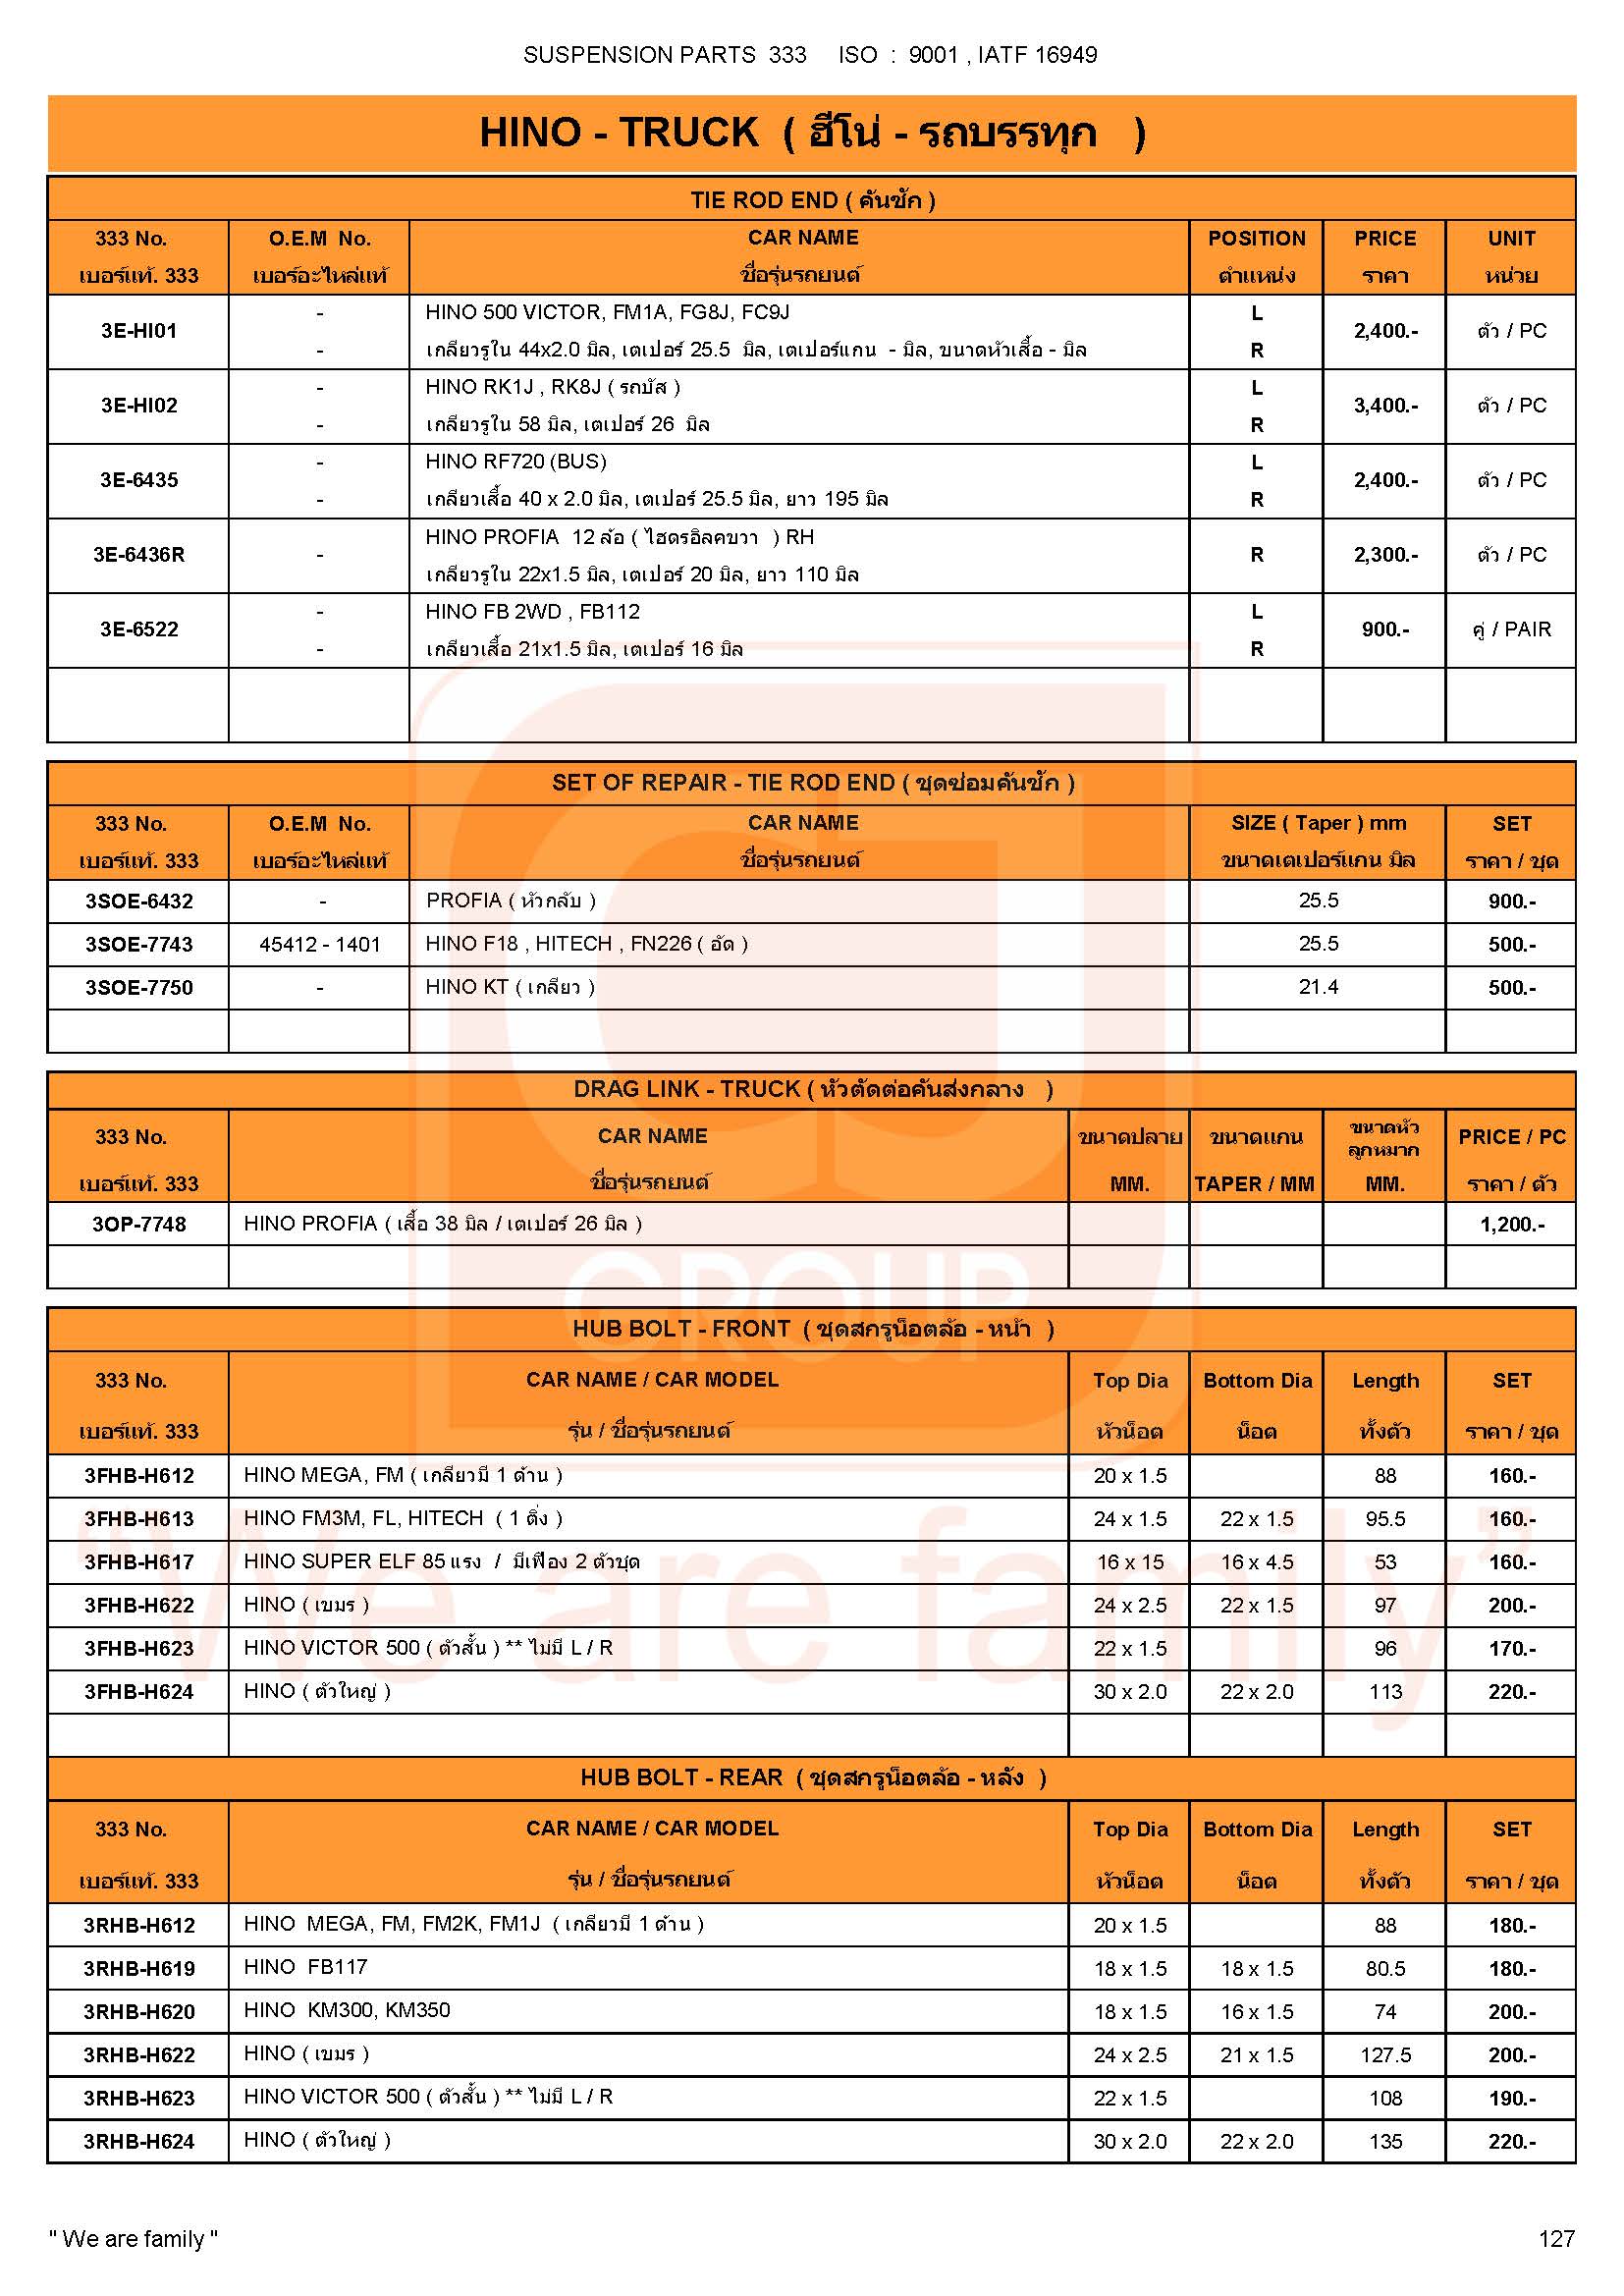 SUSPENSION PARTS 333 ISO : 9001 , IATF 16949
HINO - TRUCK ( ฮีโน่ - รถบรรทุก )
TIE ROD END ( คันชัก )
333 No. O.E.M No. CAR NAME POSITION PRICE UNIT
เบอร์แท้. 333 เบอร์อะไหล่แท้ ชื่อรุ่นรถยนต์ ตำแหน่ง ราคา หน่วย
3E-HI01 - HINO 500 VICTOR, FM1A, FG8J, FC9J L 2,400.- ตัว / PC
- เกลียวรูใน 44x2.0 มิล, เตเปอร์ 25.5 มิล, เตเปอร์แกน - มิล, ขนาดหัวเสื้อ - มิล R
3E-HI02 - HINO RK1J , RK8J ( รถบัส ) L 3,400.- ตัว / PC
- เกลียวรูใน 58 มิล, เตเปอร์ 26 มิล R
3E-6435 - HINO RF720 (BUS) L 2,400.- ตัว / PC
- เกลียวเสื้อ 40 x 2.0 มิล, เตเปอร์ 25.5 มิล, ยาว 195 มิล R
3E-6436R - HINO PROFIA 12 ล้อ ( ไฮดรอิลคขวา ) RH R 2,300.- ตัว / PC
เกลียวรูใน 22x1.5 มิล, เตเปอร์ 20 มิล, ยาว 110 มิล
3E-6522 - HINO FB 2WD , FB112 L 900.- คู่ / PAIR
- เกลียวเสื้อ 21x1.5 มิล, เตเปอร์ 16 มิล R
SET OF REPAIR - TIE ROD END ( ชุดซ่อมคันชัก )
333 No. O.E.M No. CAR NAME SIZE ( Taper ) mm SET
เบอร์แท้. 333 เบอร์อะไหล่แท้ ชื่อรุ่นรถยนต์ ขนาดเตเปอร์แกน มิล ราคา / ชุด
3SOE-6432 - PROFIA ( หัวกลับ ) 25.5 900.-
3SOE-7743 45412 - 1401 HINO F18 , HITECH , FN226 ( อัด ) 25.5 500.-
3SOE-7750 - HINO KT ( เกลียว ) 21.4 500.-
DRAG LINK - TRUCK ( หัวตัดต่อคันส่งกลาง )
333 No. CAR NAME ขนาดปลาย ขนาดแกน ขนาดหัว ลูกหมาก PRICE / PC
เบอร์แท้. 333 ชื่อรุ่นรถยนต์ MM. TAPER / MM MM. ราคา / ตัว
3OP-7748 HINO PROFIA ( เสื้อ 38 มิล / เตเปอร์ 26 มิล ) 1,200.-
GROUP
HUB BOLT - FRONT ( ชุดสกรูน็อตล้อ - หน้า )
333 No. CAR NAME / CAR MODEL Top Dia Bottom Dia Length SET
เบอร์แท้. 333 รุ่น / ชื่อรุ่นรถยนต์ หัวน็อต น็อต ทั้งตัว ราคา / ชุด
3FHB-H612 HINO MEGA, FM ( เกลียวมี 1 ด้าน ) 20 x 1.5 88 160.-
3FHB-H613 HINO FM3M, FL, HITECH ( 1 ติ่ง ) 24 x 1.5 22 x 1.5 95.5 160.-
3FHB-H617 HINO SUPER ELF 85 แรง / มีเฟือง 2 ตัวชุด 16 x 15 16 x 4.5 53 160.-
3FHB-H622 HINO ( เขมร ) 24 x 2.5 22 x 1.5 97 200.-
3FHB-H623 HINO VICTOR 500 ( ตัวสั้น ) ** ไม่มี L / R 22 x 1.5 96 170.-
3FHB-H624 HINO ( ตัวใหญ่ ) 30 x 2.0 22 x 2.0 113 220.-
"We are family"
HUB BOLT - REAR ( ชุดสกรูน็อตล้อ - หลัง )
333 No. CAR NAME / CAR MODEL Top Dia Bottom Dia Length SET
เบอร์แท้. 333 รุ่น / ชื่อรุ่นรถยนต์ หัวน็อต น็อต ทั้งตัว ราคา / ชุด
3RHB-H612 HINO MEGA, FM, FM2K, FM1J ( เกลียวมี 1 ด้าน ) 20 x 1.5 88 180.-
3RHB-H619 HINO FB117 18 x 1.5 18 x 1.5 80.5 180.-
3RHB-H620 HINO KM300, KM350 18 x 1.5 16 x 1.5 74 200.-
3RHB-H622 HINO ( เขมร ) 24 x 2.5 21 x 1.5 127.5 200.-
3RHB-H623 HINO VICTOR 500 ( ตัวสั้น ) ** ไม่มี L / R 22 x 1.5 108 190.-
3RHB-H624 HINO ( ตัวใหญ่ ) 30 x 2.0 22 x 2.0 135 220.-
" We are family " 127